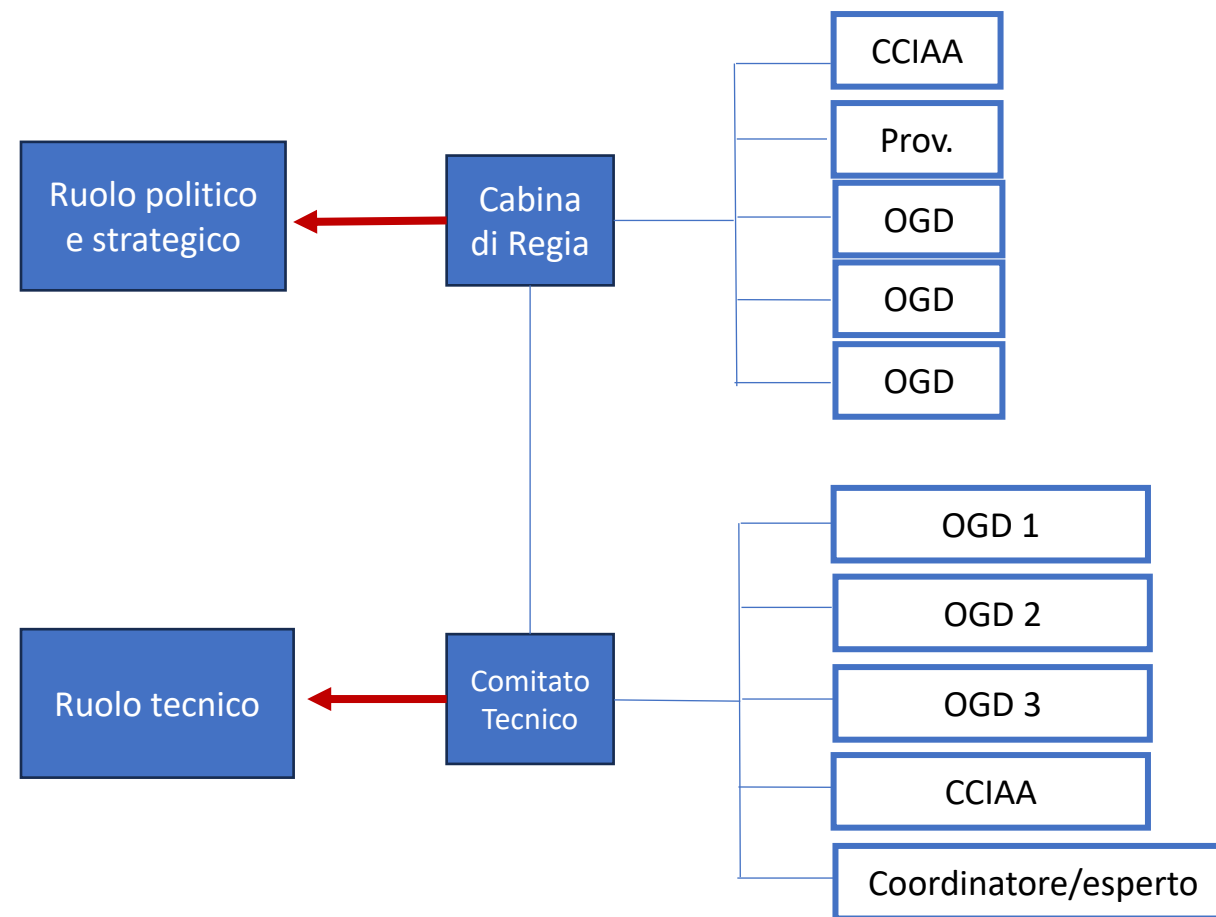 CCIAA
Prov.
Ruolo politico
e strategico
Cabina
di Regia
OGD
OGD
OGD
OGD 1
OGD 2
Ruolo tecnico
Comitato
Tecnico
OGD 3
CCIAA
Coordinatore/esperto